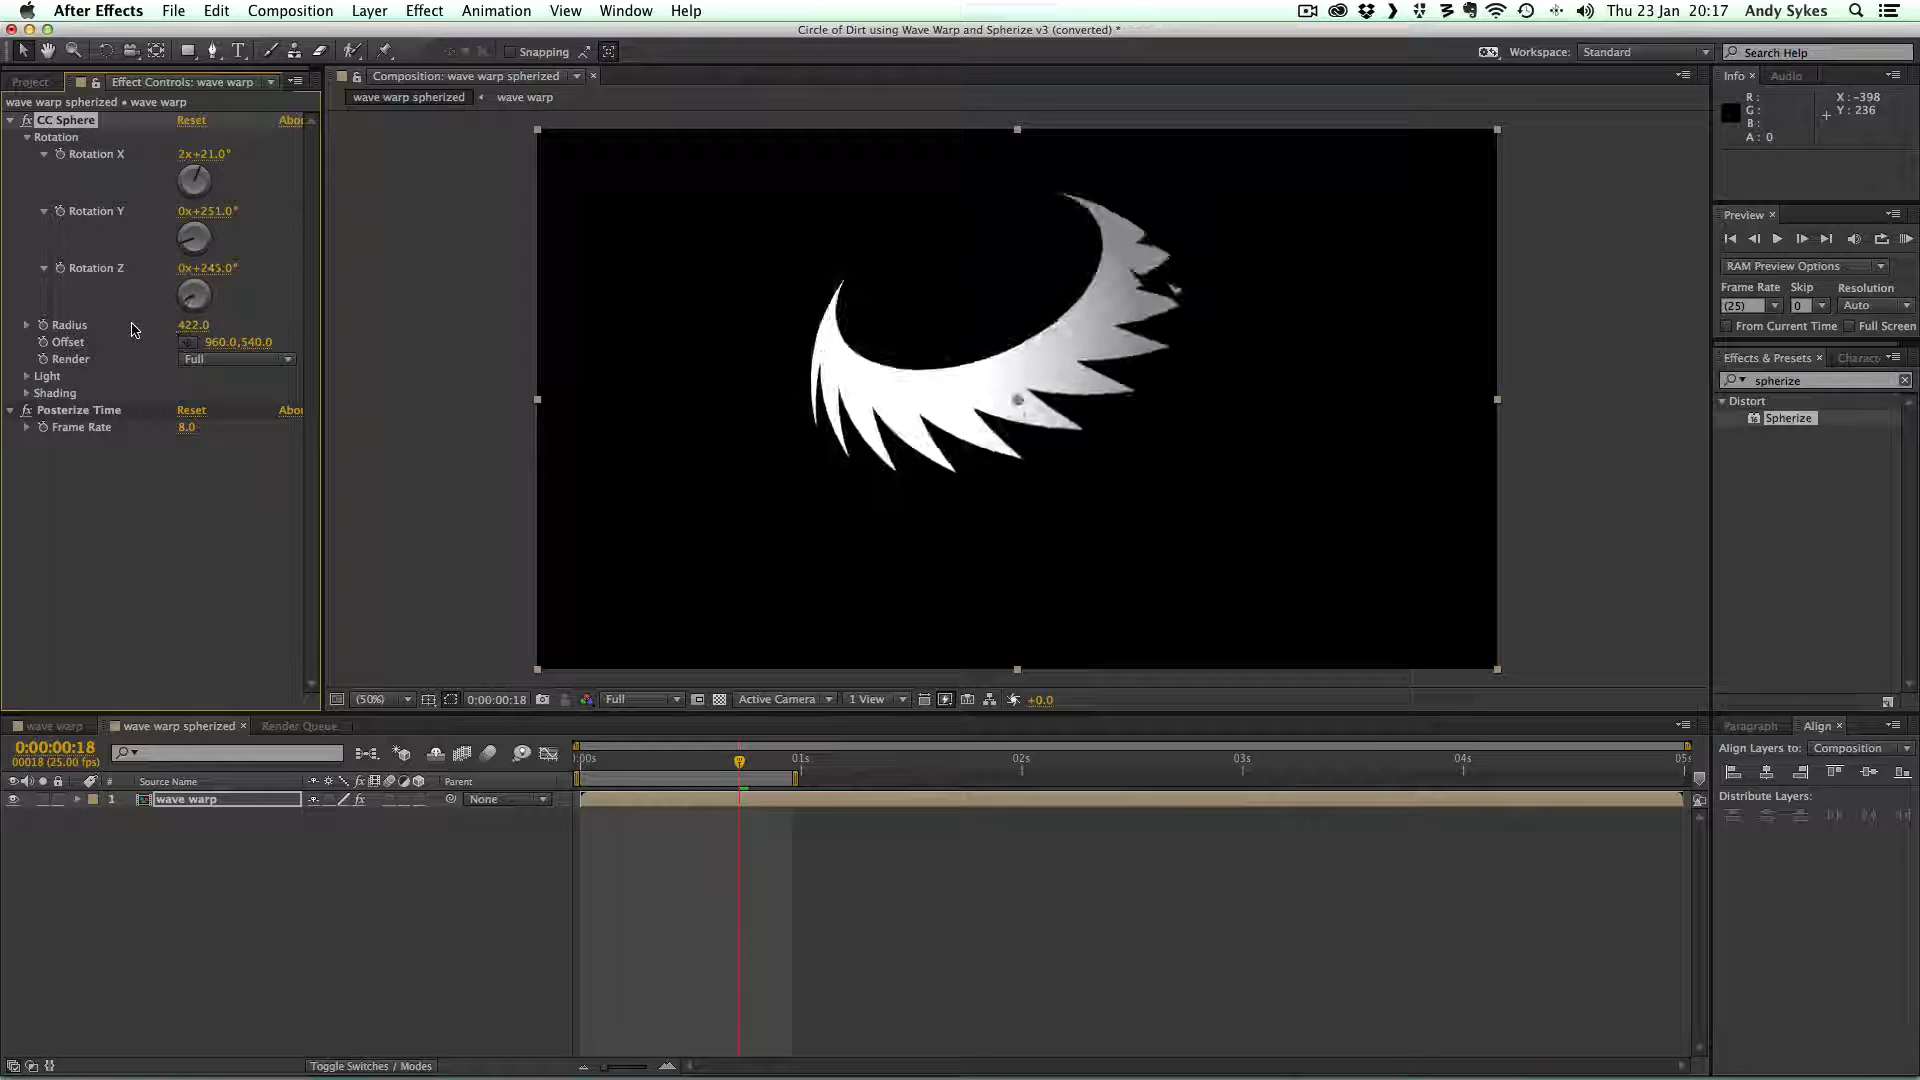 After Effects File Edit Composition Layer Effect Animation View Window Help Thu 23 Jan 20:17 Andy Sykes
Circle of Dirt using Wave Warp and Spherize v3 (converted) *
T Snapping Workspace: Standard Search Help
Project Effect Controls: wave warp Composition: wave warp spherized × Info × Audio
wave warp spherized • wave warp
wave warp spherized wave warp
R : G : B : A : 0
X : -398
Y : 236
fx CC Sphere Reset Abou
Rotation
Rotation X 2x+21.0°
Rotation Y 0x+251.0°
Rotation Z 0x+245.0°
Radius 422.0
Offset 960.0,540.0
Render Full
Light
Shading
fx Posterize Time Reset Abou
Frame Rate 8.0
Preview ×
RAM Preview Options
Frame Rate Skip Resolution
(25) 0 Auto
From Current Time Full Screen
Effects & Presets × Charact
spherize
Distort
Spherize
(50%) 0:00:00:18 Full Active Camera 1 View +0.0
wave warp wave warp spherized × Render Queue
0:00:00:18
00018 (25.00 fps)
:00s 01s 02s 03s 04s 05s
# Source Name fx Parent
1 wave warp fx None
Toggle Switches / Modes
Paragraph Align ×
Align Layers to: Composition
Distribute Layers: